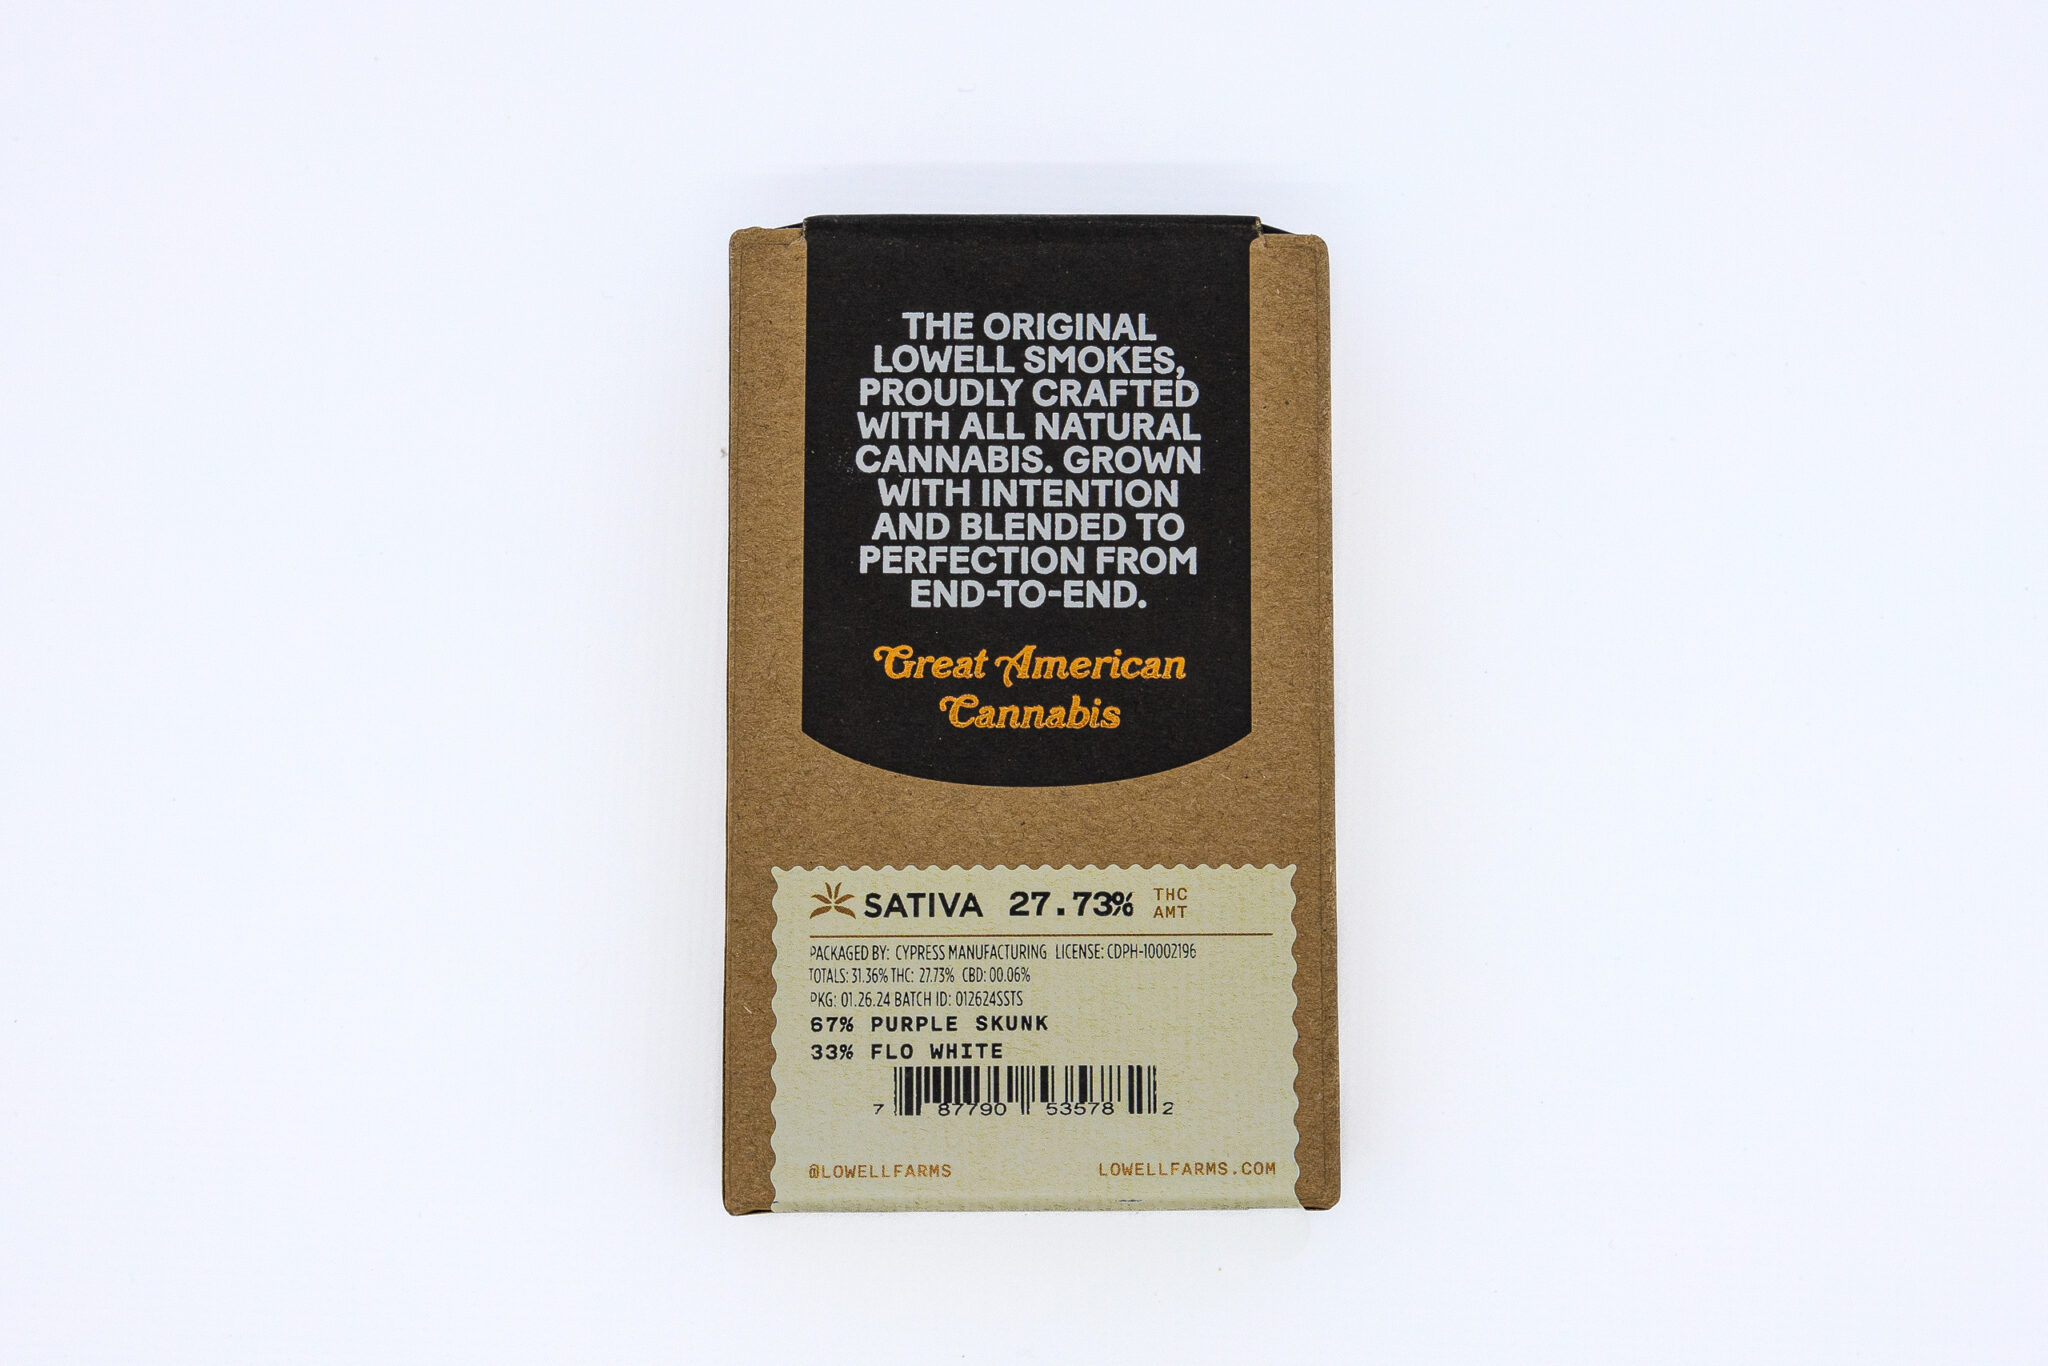 THE ORIGINAL
LOWELL SMOKES,
PROUDLY CRAFTED
WITH ALL NATURAL
CANNABIS. GROWN
WITH INTENTION
AND BLENDED TO
PERFECTION FROM
END-TO-END.
Great American
Cannabis
SATIVA 27.73% THC AMT
PACKAGED BY: CYPRESS MANUFACTURING LICENSE: CDPH-10002196
TOTALS: 31.36% THC: 27.73% CBD: 00.06%
PKG: 01.26.24 BATCH ID: 012624SSTS
67% PURPLE SKUNK
33% FLO WHITE
7 87790 53578 2
@LOWELLFARMS LOWELLFARMS.COM